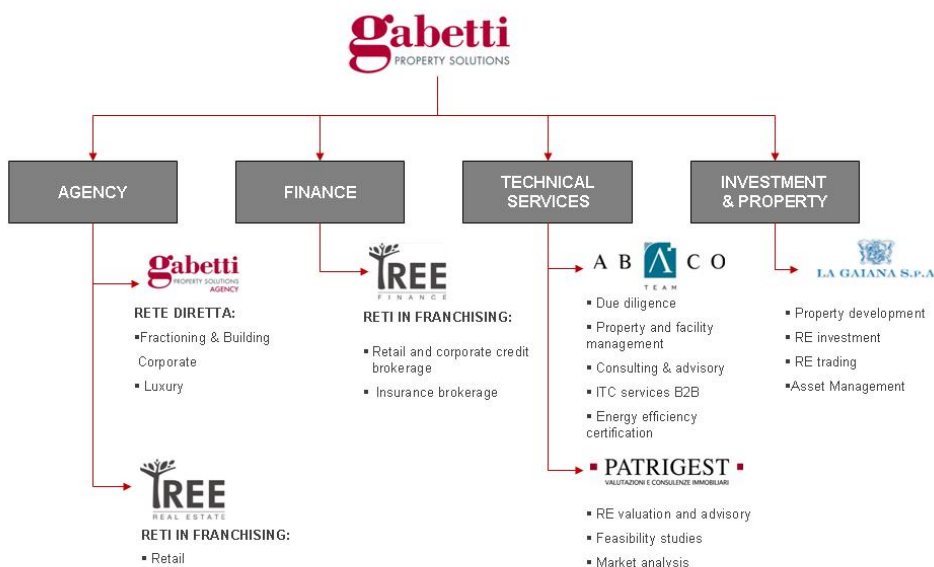 gabetti
PROPERTY SOLUTIONS
AGENCY
FINANCE
TECHNICAL
SERVICES
INVESTMENT
& PROPERTY
gabetti
PROPERTY SOLUTIONS
AGENCY
RETE DIRETTA:
▪Fractioning & Building
Corporate
▪ Luxury
TREE
REAL ESTATE
RETI IN FRANCHISING:
▪ Retail
TREE
FINANCE
RETI IN FRANCHISING:
▪ Retail and corporate credit
brokerage
▪ Insurance brokerage
ABACO
TEAM
▪ Due diligence
▪ Property and facility
management
▪ Consulting & advisory
▪ ITC services B2B
▪ Energy efficiency
certification
▪ PATRIGEST ▪
VALUTAZIONI E CONSULENZE IMMOBILIARI
▪ RE valuation and advisory
▪ Feasibility studies
▪ Market analysis
LA GAIANA S.P.A
▪ Property development
▪ RE investment
▪ RE trading
▪Asset Management